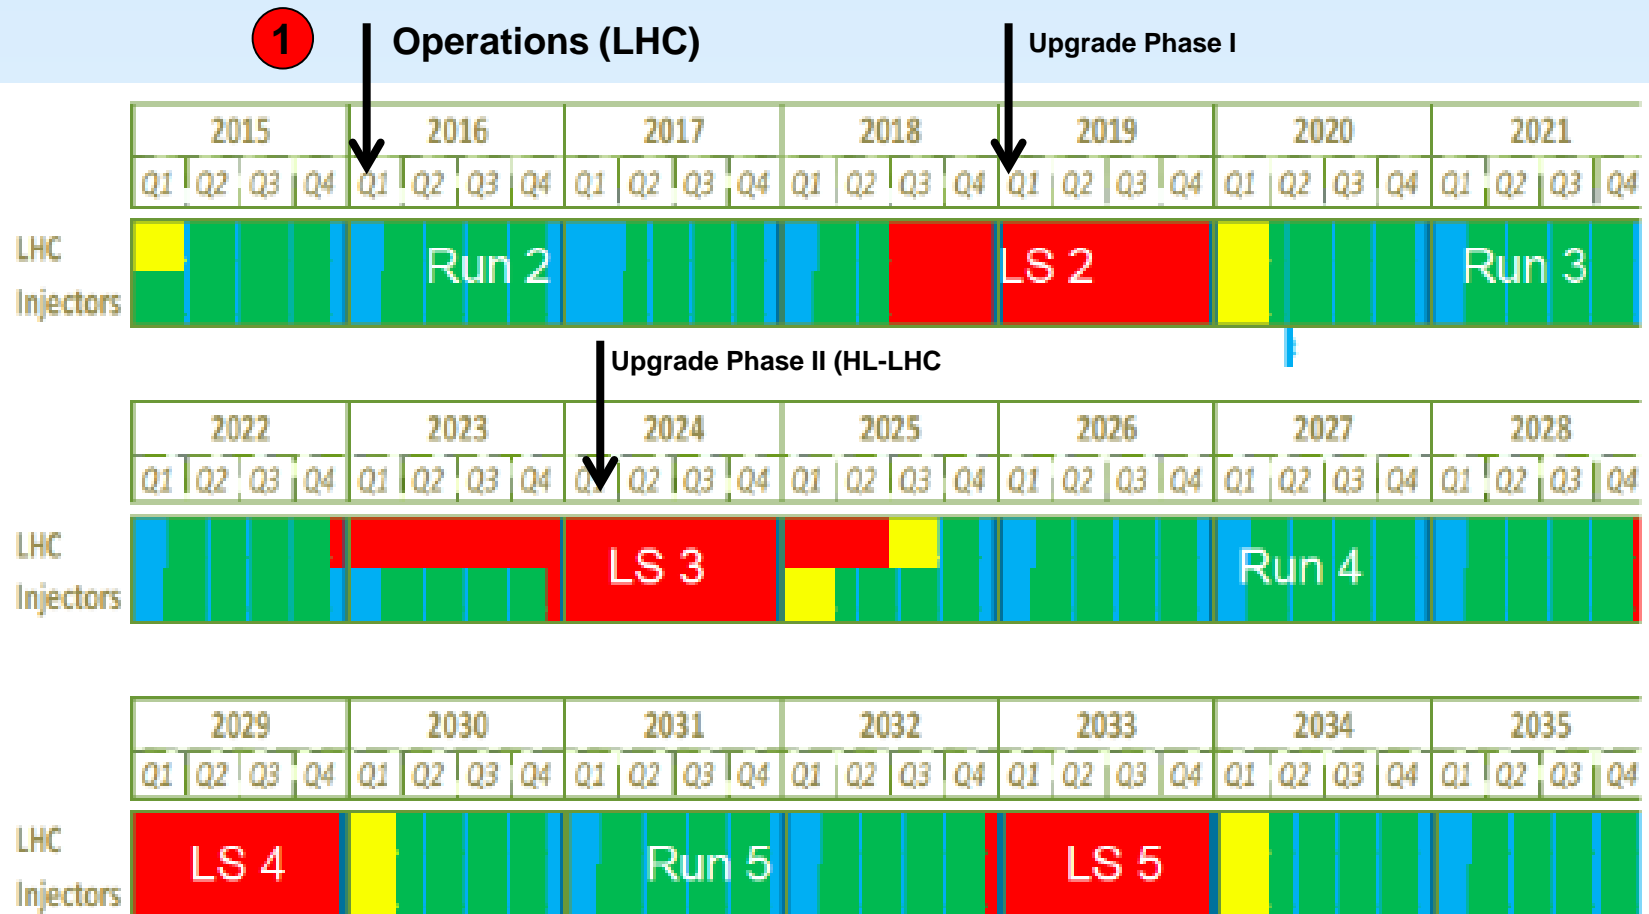 1 Operations (LHC) Upgrade Phase I
2015 2016 2017 2018 2019 2020 2021
Q1 Q2 Q3 Q4 Q1 Q2 Q3 Q4 Q1 Q2 Q3 Q4 Q1 Q2 Q3 Q4 Q1 Q2 Q3 Q4 Q1 Q2 Q3 Q4 Q1 Q2 Q3 Q4
LHC Run 2 LS 2 Run 3
Injectors
Upgrade Phase II (HL-LHC
2022 2023 2024 2025 2026 2027 2028
Q1 Q2 Q3 Q4 Q1 Q2 Q3 Q4 Q1 Q2 Q3 Q4 Q1 Q2 Q3 Q4 Q1 Q2 Q3 Q4 Q1 Q2 Q3 Q4 Q1 Q2 Q3 Q4
LHC LS 3 Run 4
Injectors
2029 2030 2031 2032 2033 2034 2035
Q1 Q2 Q3 Q4 Q1 Q2 Q3 Q4 Q1 Q2 Q3 Q4 Q1 Q2 Q3 Q4 Q1 Q2 Q3 Q4 Q1 Q2 Q3 Q4 Q1 Q2 Q3 Q4
LHC LS 4 Run 5 LS 5
Injectors